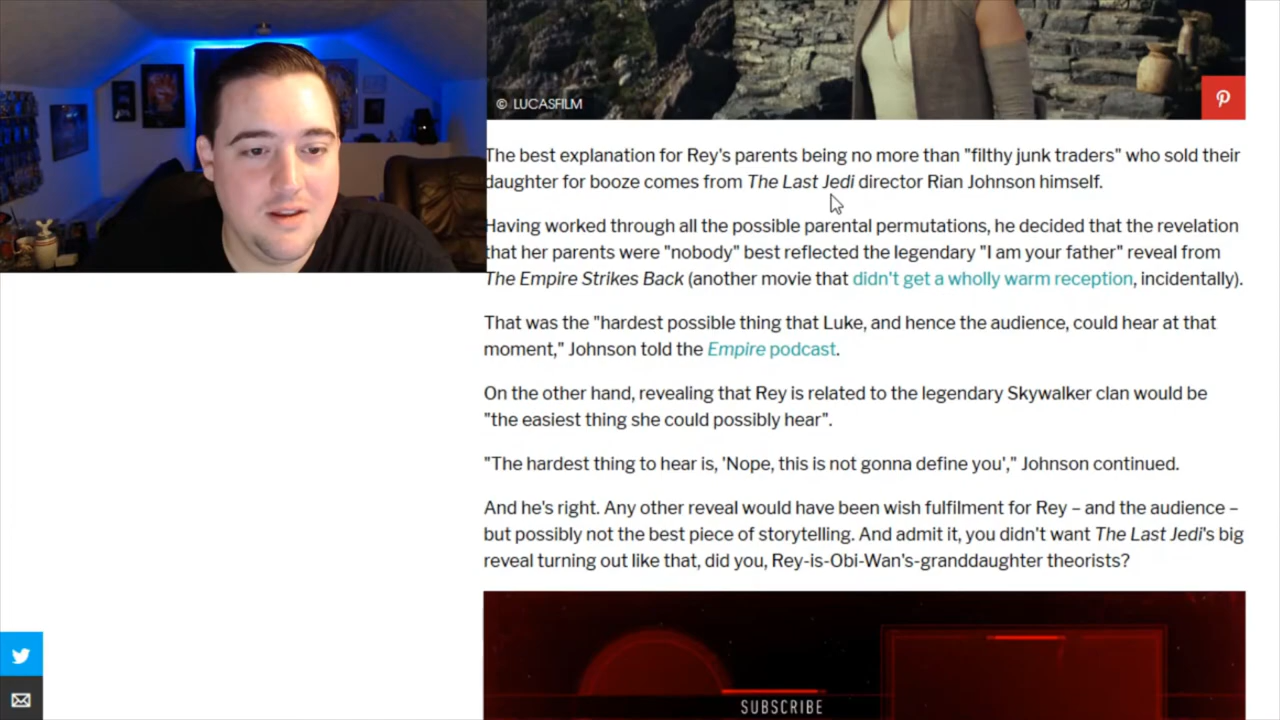 © LUCASFILM
The best explanation for Rey's parents being no more than "filthy junk traders" who sold their
daughter for booze comes from The Last Jedi director Rian Johnson himself.
Having worked through all the possible parental permutations, he decided that the revelation
that her parents were "nobody" best reflected the legendary "I am your father" reveal from
The Empire Strikes Back (another movie that didn't get a wholly warm reception, incidentally).
That was the "hardest possible thing that Luke, and hence the audience, could hear at that
moment," Johnson told the Empire podcast.
On the other hand, revealing that Rey is related to the legendary Skywalker clan would be
"the easiest thing she could possibly hear".
"The hardest thing to hear is, 'Nope, this is not gonna define you'," Johnson continued.
And he's right. Any other reveal would have been wish fulfilment for Rey – and the audience –
but possibly not the best piece of storytelling. And admit it, you didn't want The Last Jedi's big
reveal turning out like that, did you, Rey-is-Obi-Wan's-granddaughter theorists?
SUBSCRIBE